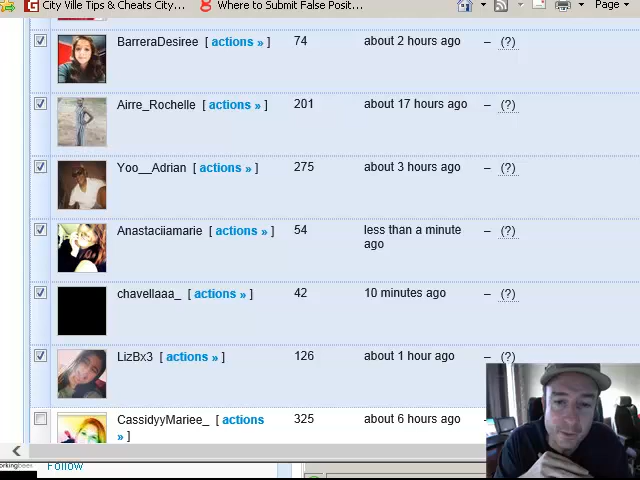 City Ville Tips & Cheats City... Where to Submit False Posit... Page
BarreraDesiree [ actions » ] 74 about 2 hours ago – (?)
Airre_Rochelle [ actions » ] 201 about 17 hours ago – (?)
Yoo__Adrian [ actions » ] 275 about 3 hours ago – (?)
Anastaciiamarie [ actions » ] 54 less than a minute
ago – (?)
chavellaaa_ [ actions » ] 42 10 minutes ago – (?)
LizBx3 [ actions » ] 126 about 1 hour ago – (?)
CassidyyMariee_ [ actions
» ] 325 about 6 hours ago
Follow